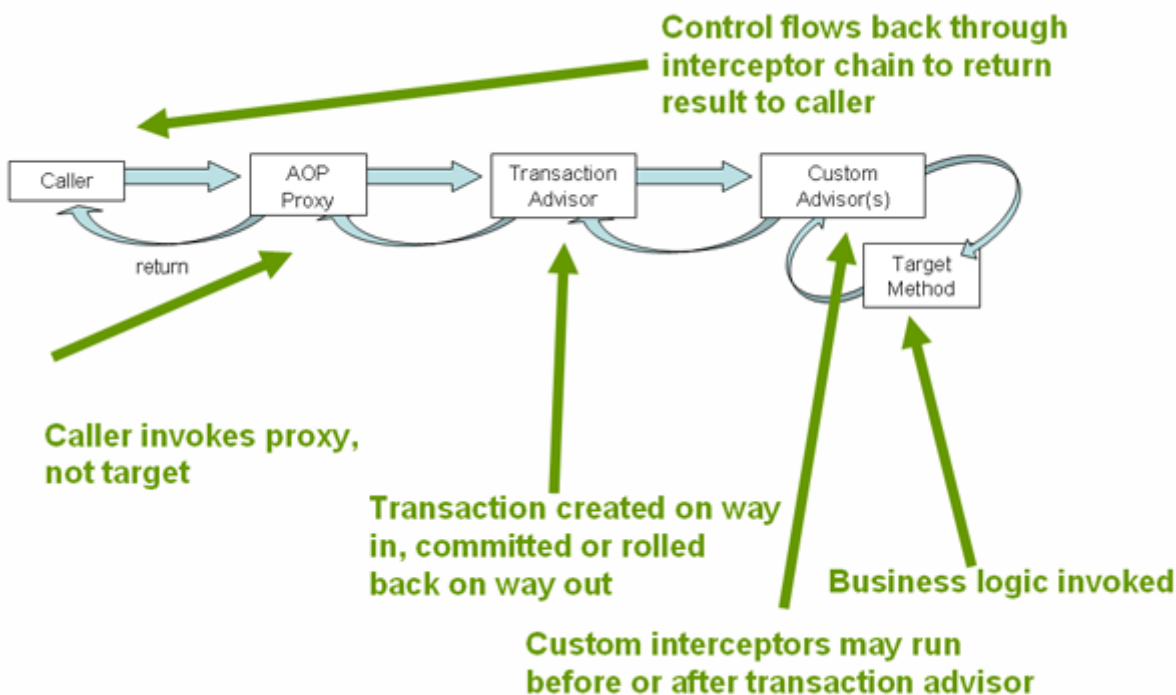 Control flows back through
interceptor chain to return
result to caller
Caller
AOP
Proxy
Transaction
Advisor
Custom
Advisor(s)
return
Target
Method
Caller invokes proxy,
not target
Transaction created on way
in, committed or rolled
back on way out
Business logic invoked
Custom interceptors may run
before or after transaction advisor